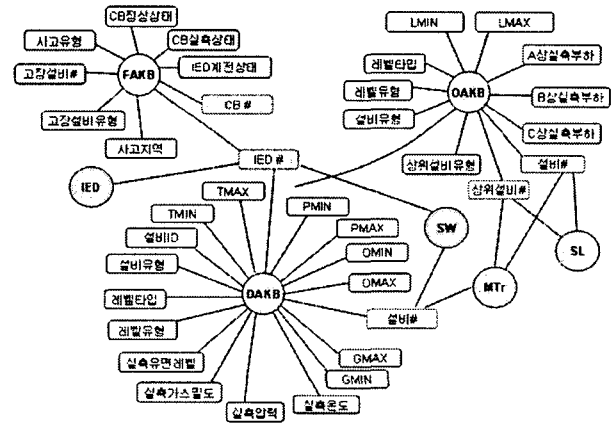 CB정상상태
사고유형
CB실측상태
고장설비#
FAKB
IED계전상태
CB #
고장설비유형
사고지역
LMIN
LMAX
레벨타입
A상실측부하
레벨유형
OAKB
B상실측부하
설비유형
C상실측부하
상위설비유형
설비#
상위설비#
IED #
IED
TMAX
TMIN
PMIN
설비ID
PMAX
SW
설비유형
OMIN
SL
레벨타입
DAKB
OMAX
MTr
레벨유형
설비#
실측유면레벨
GMAX
GMIN
실측가스밀도
실측압력
실측온도